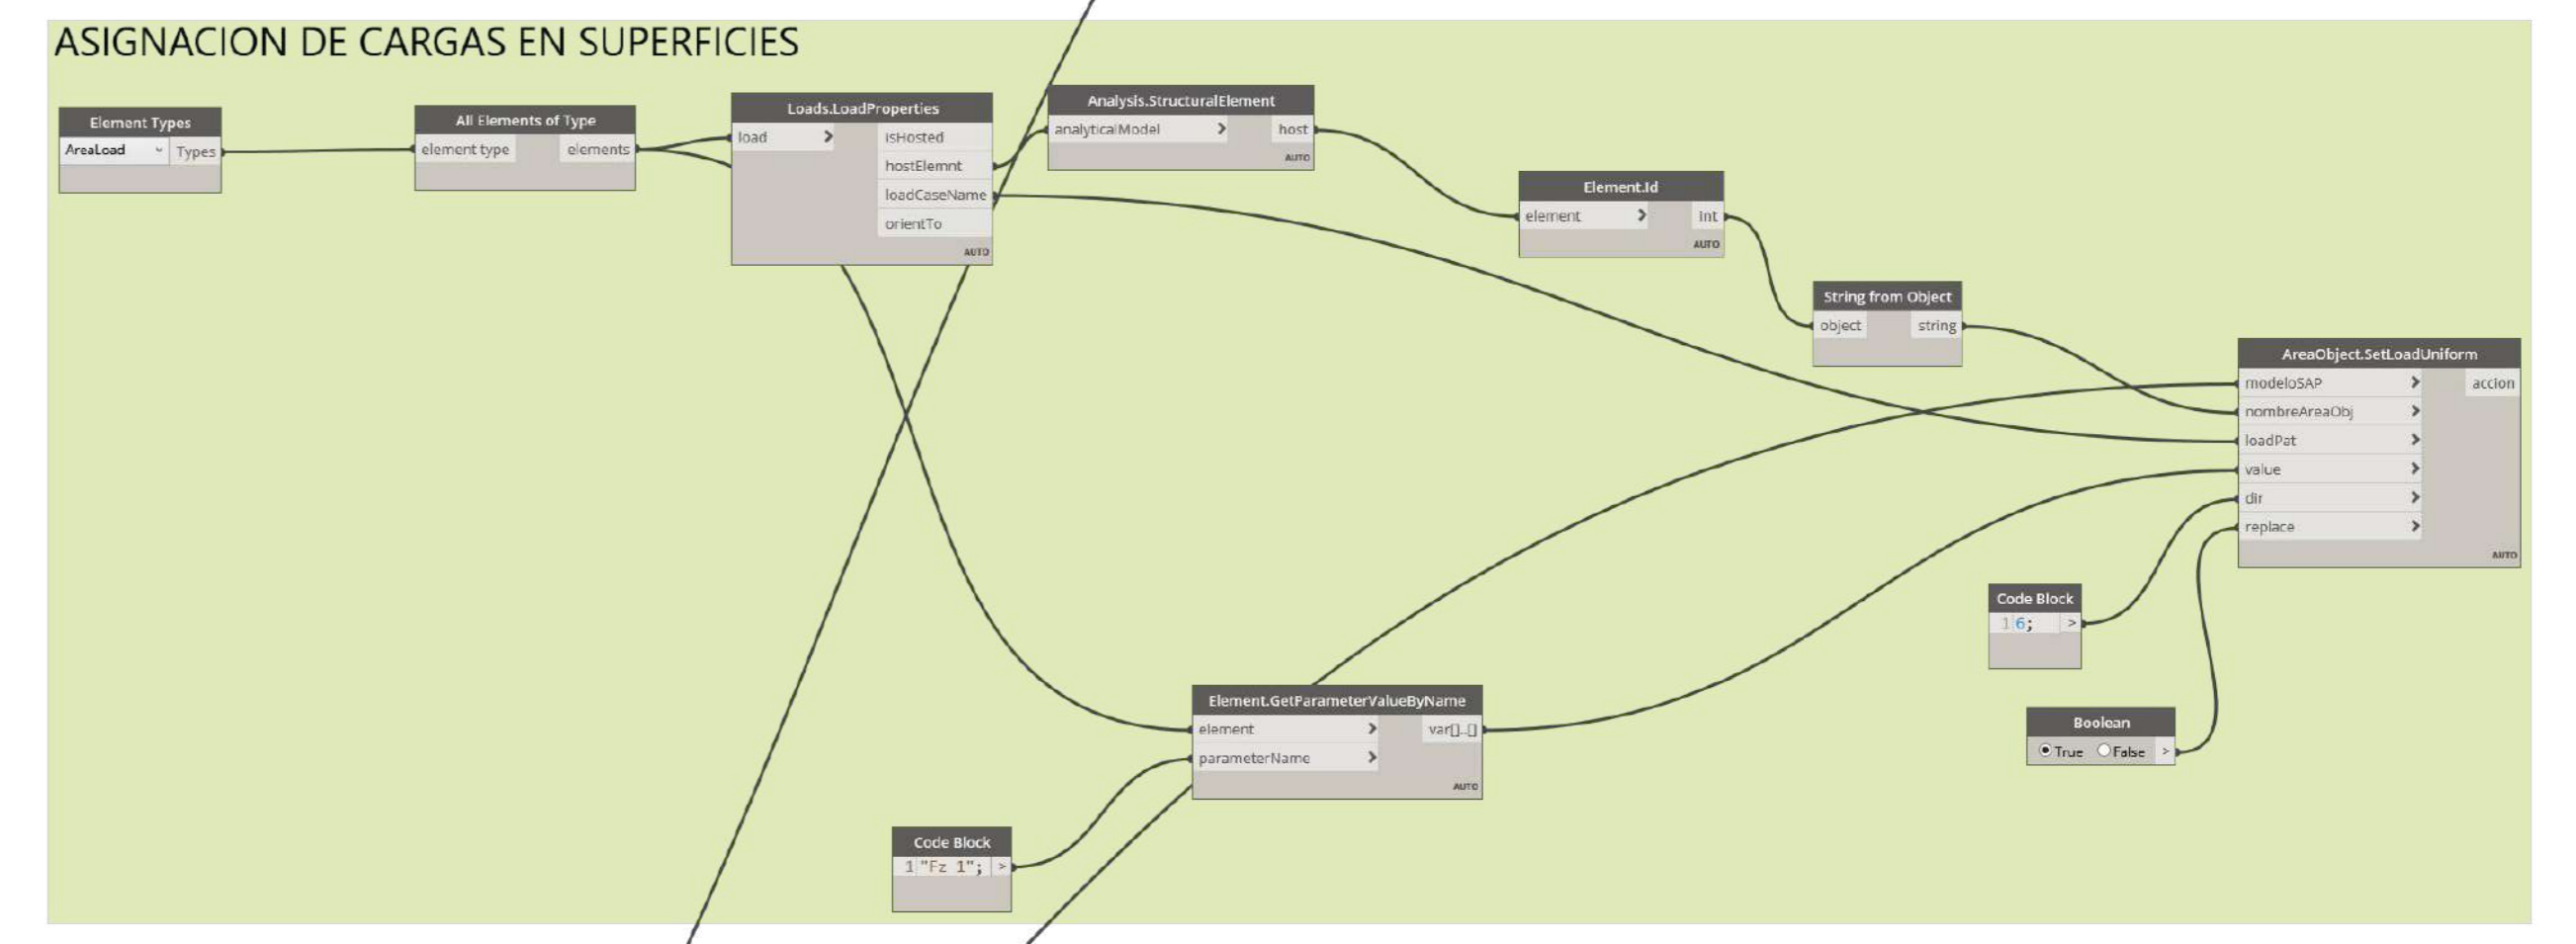 ASIGNACION DE CARGAS EN SUPERFICIES
Element Types
AreaLoad
Types
All Elements of Type
element type
elements
Loads.LoadProperties
load >
isHosted
hostElemnt
loadCaseName
orientTo
AUTO
Analysis.StructuralElement
analyticalModel >
host
AUTO
Element.Id
element >
int
AUTO
String from Object
object
string
AreaObject.SetLoadUniform
modeloSAP >
accion
nombreAreaObj >
loadPat >
value >
dir >
replace >
AUTO
Code Block
1 6; >
Boolean
True False >
Element.GetParameterValueByName
element >
var[]..[]
parameterName >
AUTO
Code Block
1 "Fz 1"; >